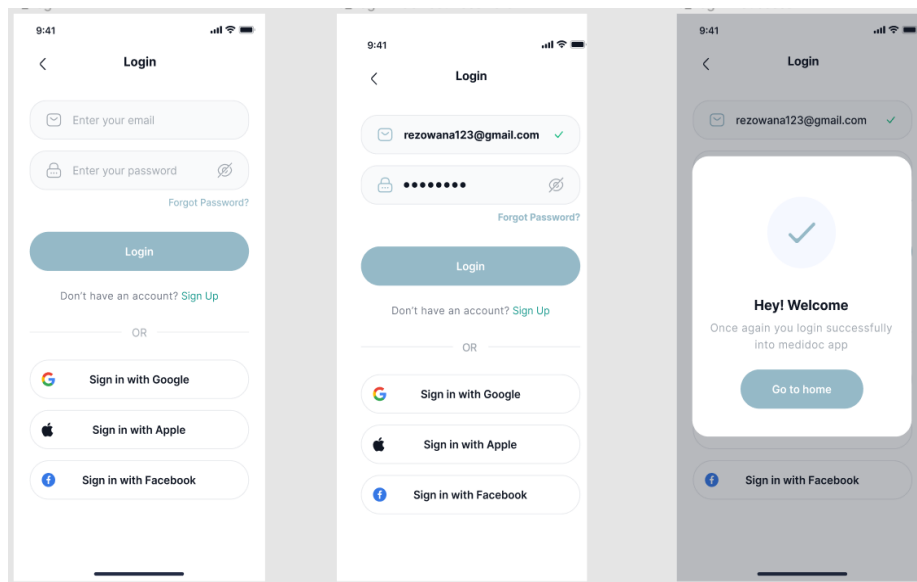 9:41
Login
Enter your email
Enter your password
Forgot Password?
Login
Don't have an account? Sign Up
OR
Sign in with Google
Sign in with Apple
Sign in with Facebook
9:41
Login
rezowana123@gmail.com
Forgot Password?
Login
Don't have an account? Sign Up
OR
Sign in with Google
Sign in with Apple
Sign in with Facebook
9:41
Login
rezowana123@gmail.com
Hey! Welcome
Once again you login successfully
into medidoc app
Go to home
Sign in with Facebook